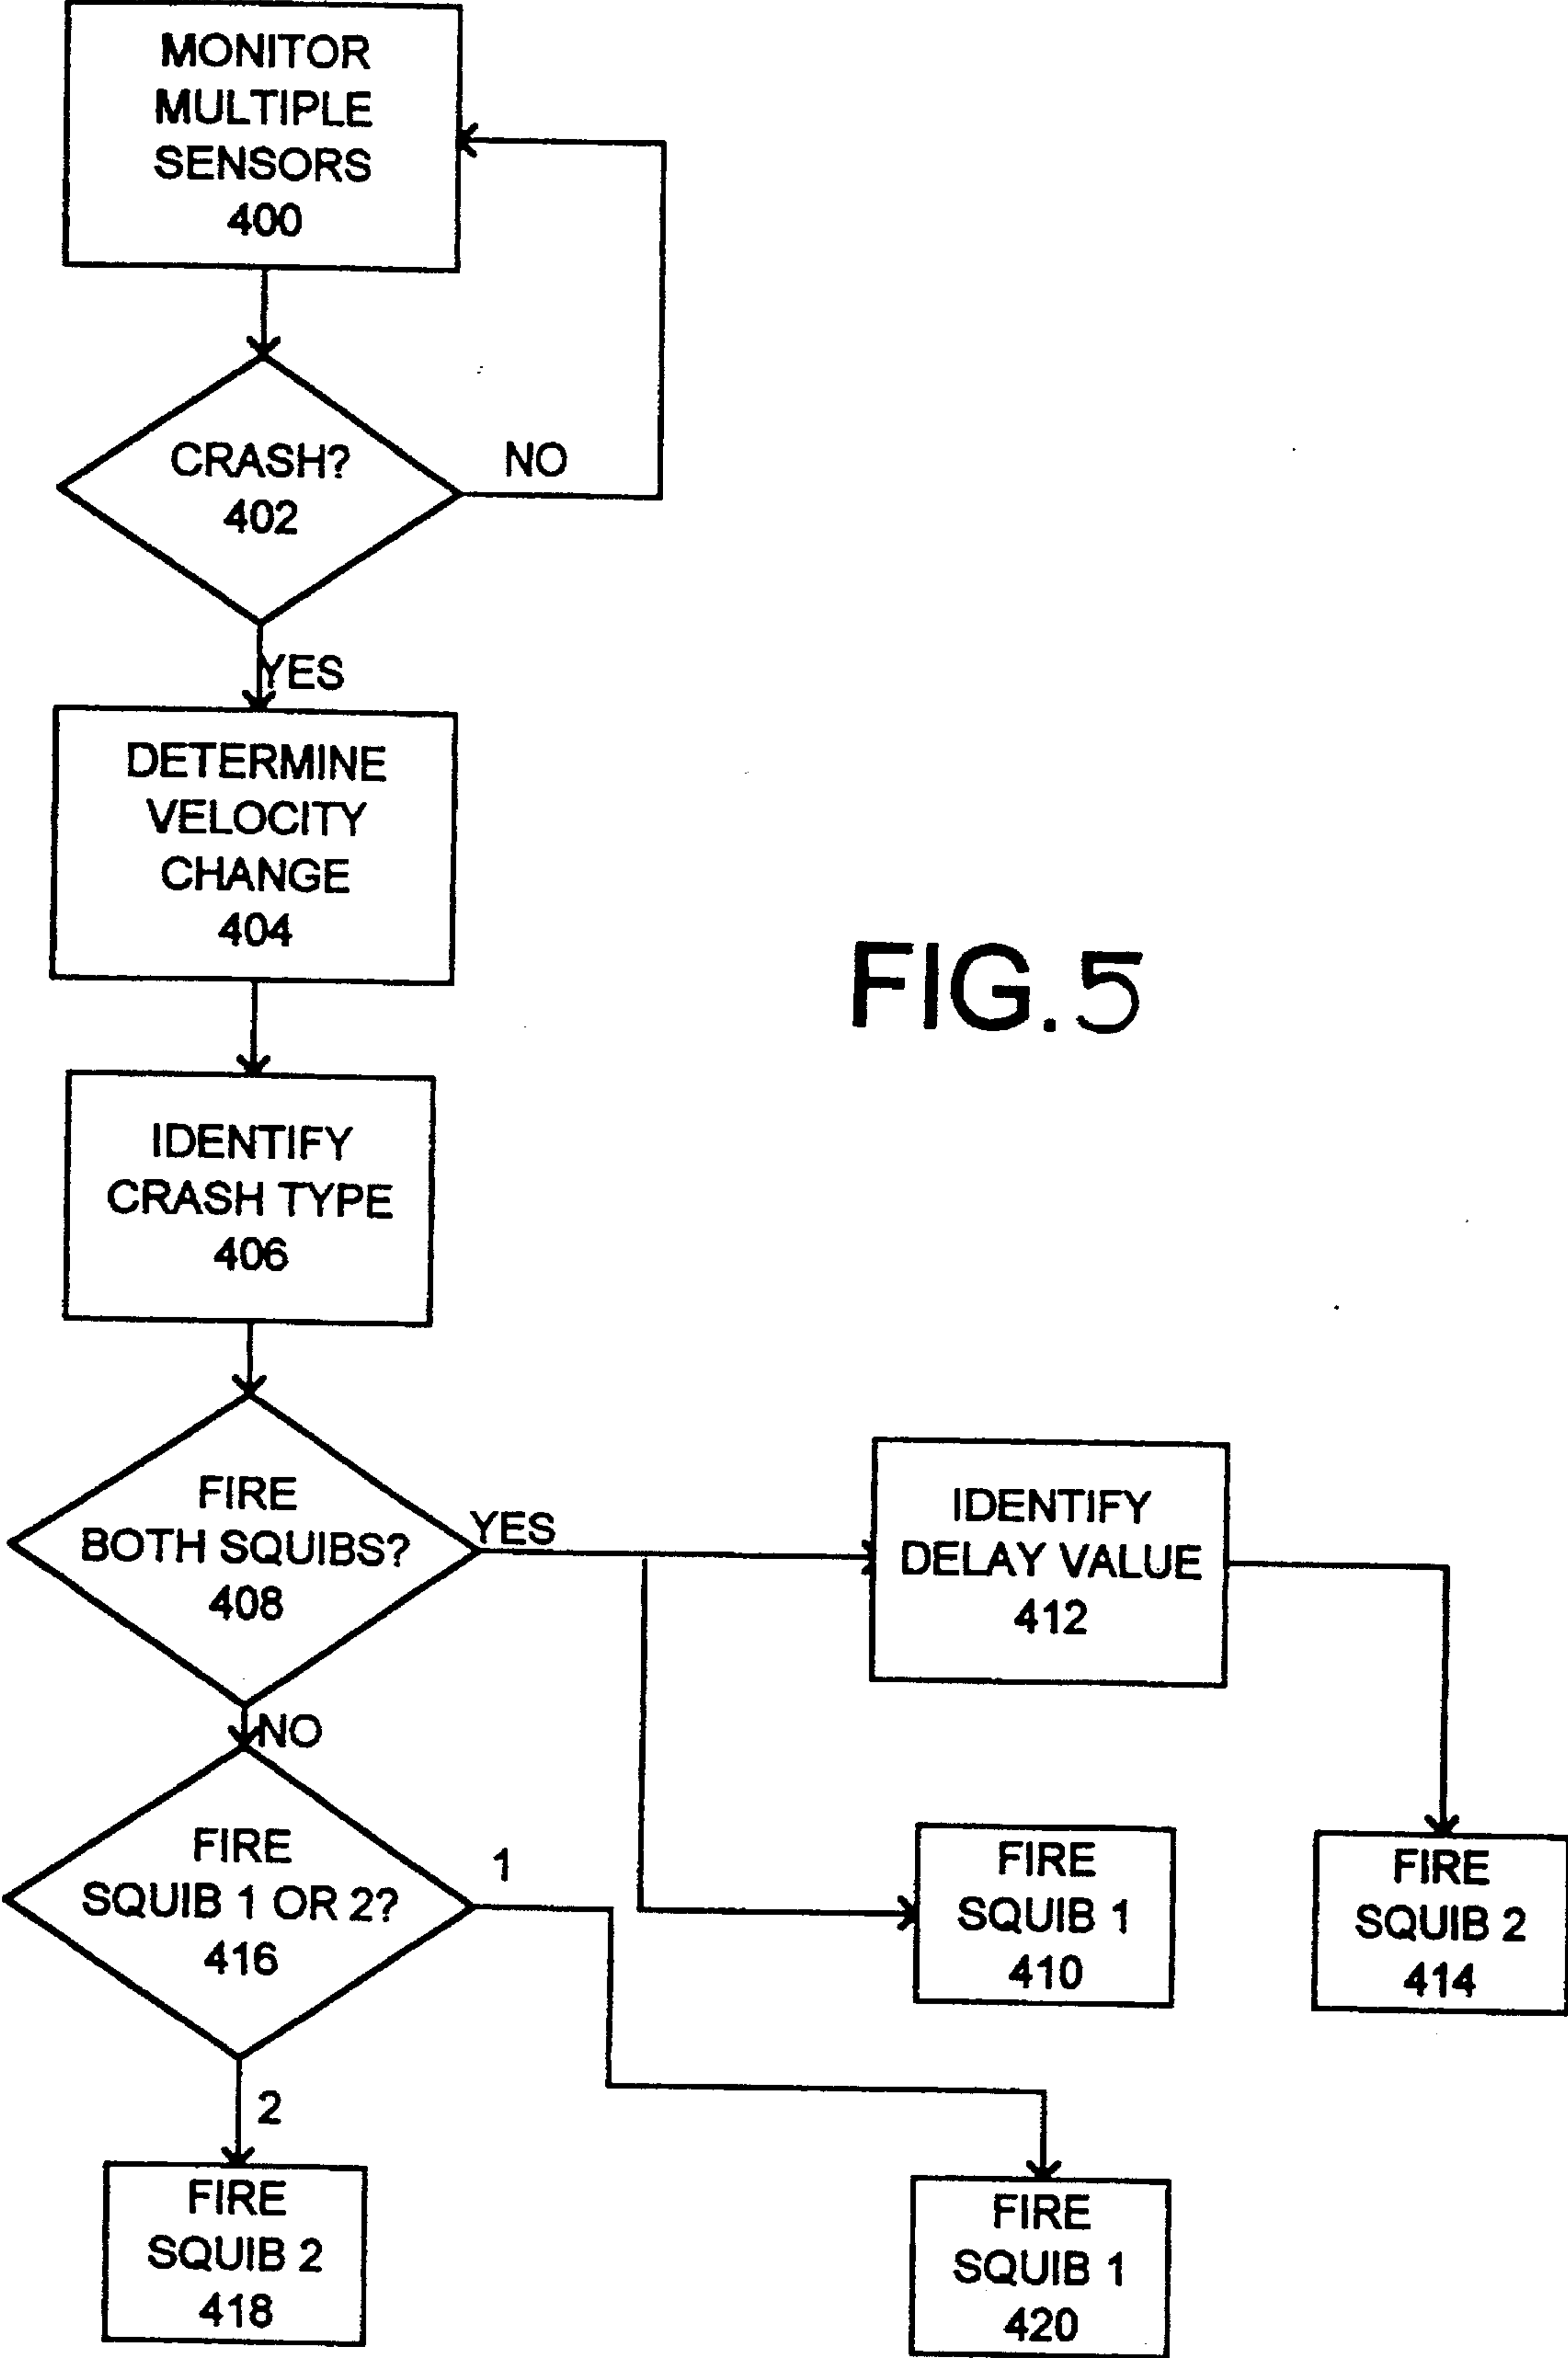 MONITOR
MULTIPLE
SENSORS
400
CRASH?
402
NO
YES
DETERMINE
VELOCITY
CHANGE
404
FIG. 5
IDENTIFY
CRASH TYPE
406
FIRE
BOTH SQUIBS?
408
YES
IDENTIFY
DELAY VALUE
412
NO
FIRE
SQUIB 1 OR 2?
416
1
FIRE
SQUIB 1
410
FIRE
SQUIB 2
414
2
FIRE
SQUIB 2
418
FIRE
SQUIB 1
420